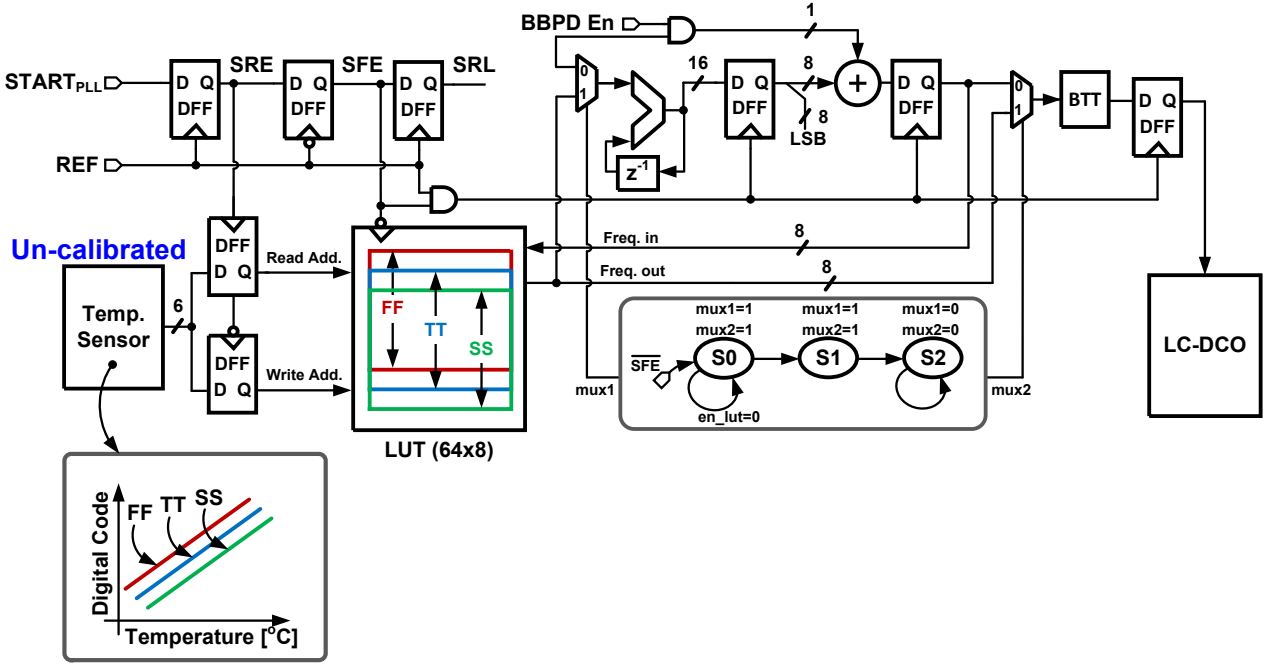 BBPD En
1
START_PLL
D Q
DFF
SRE
D Q
DFF
SFE
D Q
DFF
SRL
0
1
16
D Q
DFF
8
8
LSB
+
D Q
DFF
0
1
BTT
D Q
DFF
REF
z⁻¹
Un-calibrated
DFF
D Q
Read Add.
Freq. in
8
Freq. out
8
6
Temp.
Sensor
DFF
D Q
Write Add.
FF
TT
SS
LUT (64x8)
mux1
mux1=1
mux2=1
mux1=1
mux2=1
mux1=0
mux2=0
SFE
S0
S1
S2
en_lut=0
mux2
LC-DCO
Digital Code
FF
TT
SS
Temperature [°C]